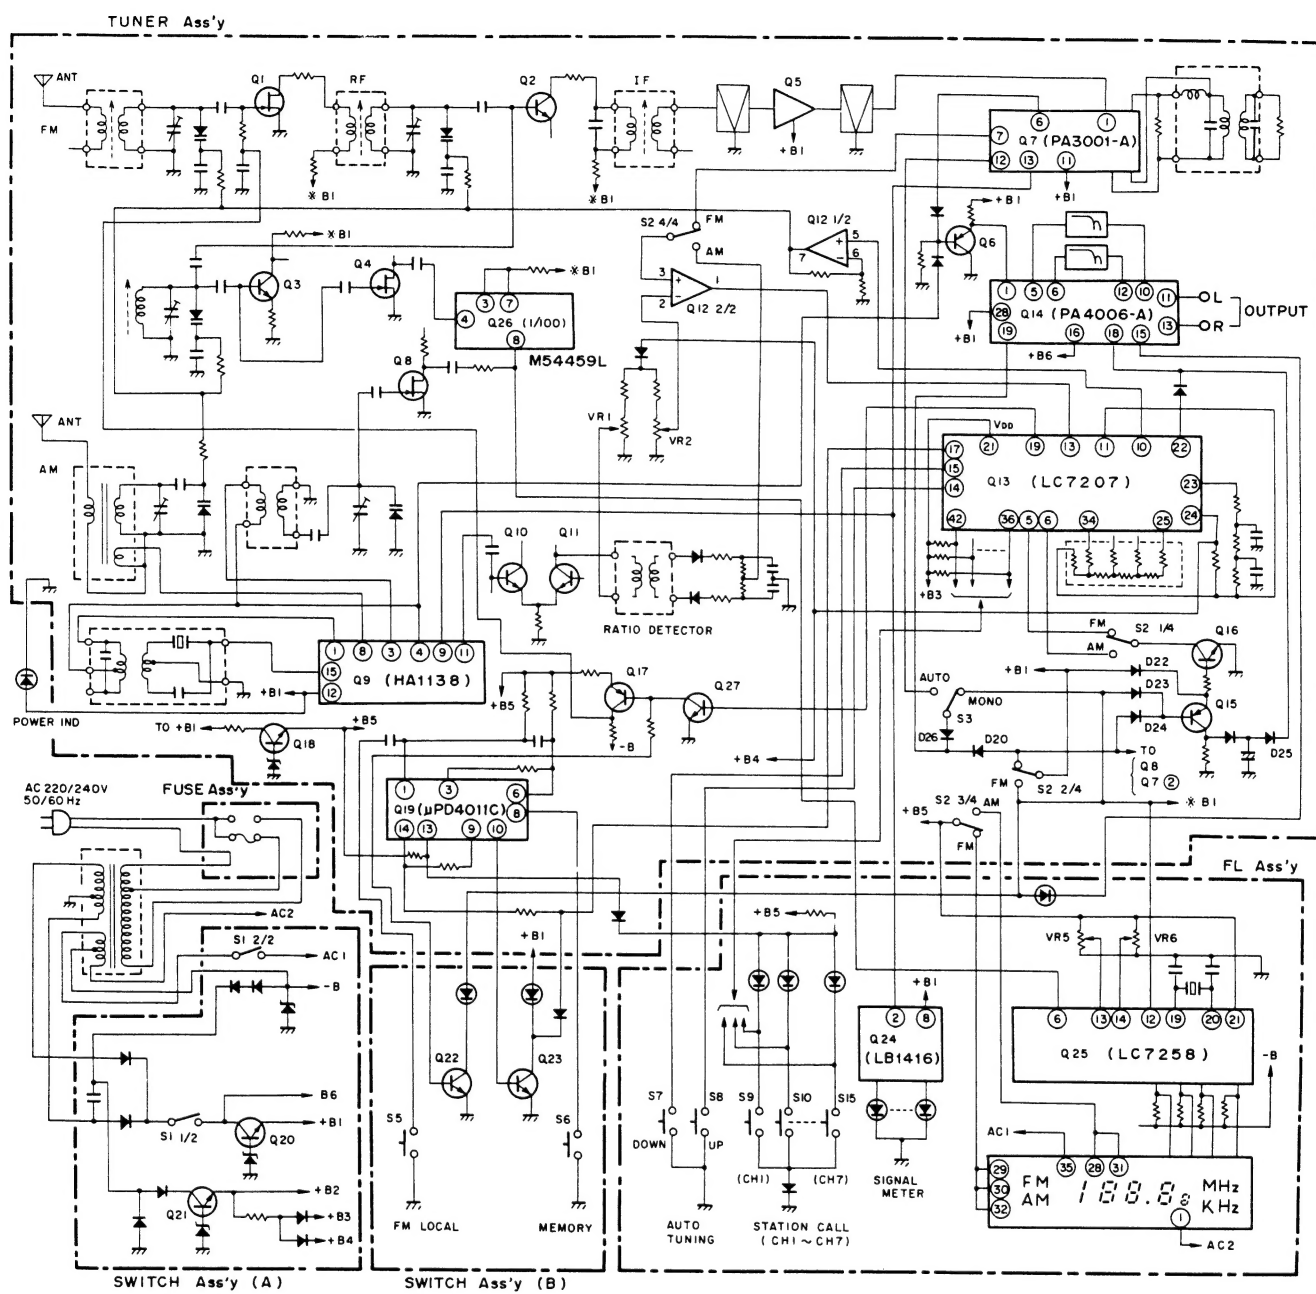 TUNER Ass'y
ANT
FM
Q1
RF
※ B1
Q2
IF
※ B1
Q5
+B1
7
6
1
Q7 (PA3001-A)
12
13
11
+B1
S2 4/4
FM
AM
Q12 1/2
5
6
7
+B1
Q6
3
2
1
Q12 2/2
※ B1
Q3
Q4
※ B1
3
7
4
Q26 (1/100)
8
M54459L
Q8
1
5
6
12
10
11
L
28
Q14 (PA4006-A)
13
R
OUTPUT
19
16
18
15
+B1
+B6
VR1
VR2
ANT
AM
VDD
17
21
19
13
11
10
22
15
14
Q13 (LC7207)
23
24
42
36
5
6
34
25
+B3
Q10
Q11
RATIO DETECTOR
1
8
3
4
9
11
15
Q9 (HA1138)
12
+B1
POWER IND
TO +B1
Q18
+B5
+B5
Q17
-B
Q27
+B4
FM
AM
S2 1/4
Q16
+B1
D22
D23
D24
Q15
D25
AUTO
MONO
S3
D26
D20
TO
Q8
Q7 2
FM
S2 2/4
※ B1
S2 3/4
AM
+B5
FM
AC 220/240V
50/60 Hz
FUSE Ass'y
1
3
6
Q19 (μPD4011C)
8
14
13
9
10
AC2
S1 2/2
AC1
-B
B6
+B1
S1 1/2
Q20
+B2
Q21
+B3
+B4
SWITCH Ass'y (A)
+B1
Q22
Q23
S5
S6
FM LOCAL
MEMORY
SWITCH Ass'y (B)
FL Ass'y
+B5
S7
S8
S9
S10
S15
DOWN
UP
(CH1)
(CH7)
AUTO
TUNING
STATION CALL
(CH1～CH7)
+B1
2
8
Q24
(LB1416)
SIGNAL
METER
VR5
VR6
6
13
14
12
19
20
21
Q25 (LC7258)
-B
AC1
35
28
31
29
30
32
FM
AM
188.88
MHz
KHz
1
AC2